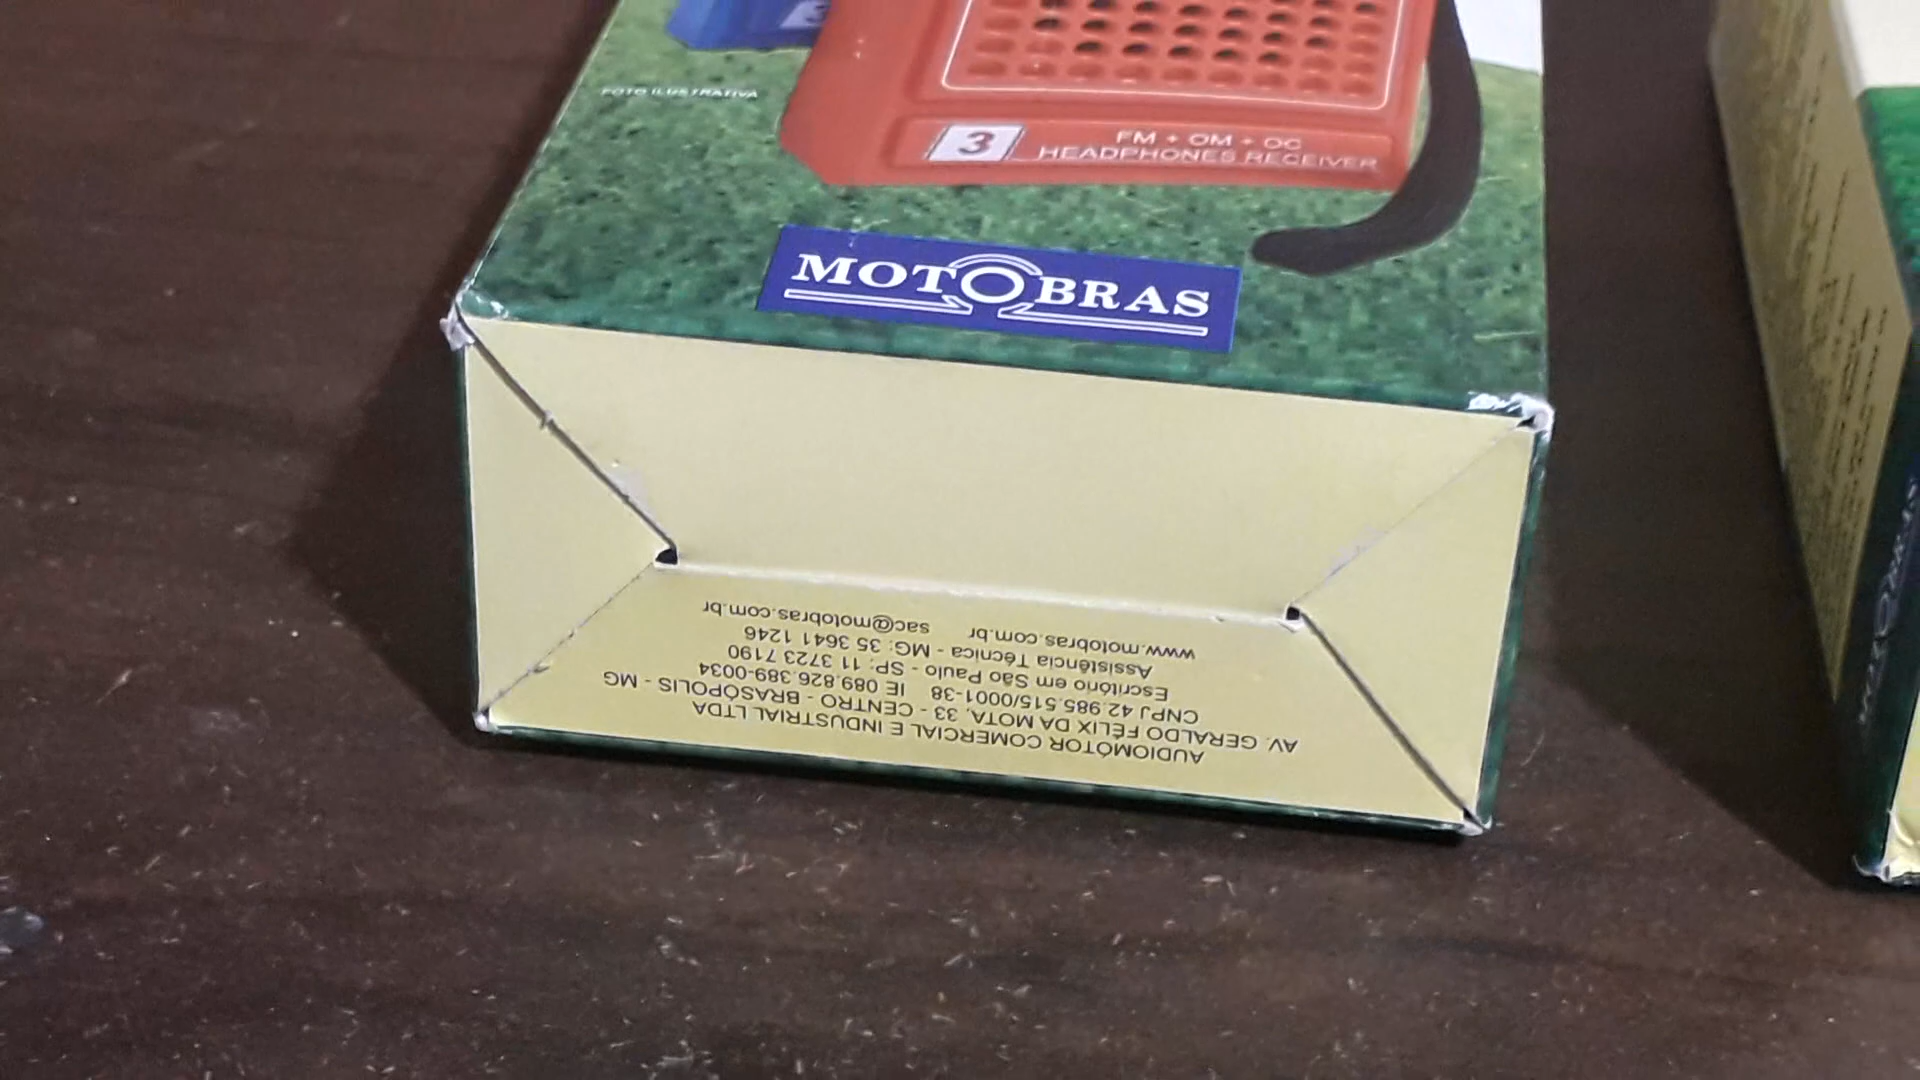 3
FOTO ILUSTRATIVA
3
FM + OM + OC
HEADPHONES RECEIVER
MOTOBRAS
AUDIOMÓTOR COMERCIAL E INDUSTRIAL LTDA
AV. GERALDO FÉLIX DA MOTA, 33 - CENTRO - BRASÓPOLIS - MG
CNPJ 42.985.515/0001-38 IE 089.826.389-0034
Escritório em São Paulo - SP: 11 3723 7190
Assistência Técnica - MG: 35 3641 1246
www.motobras.com.br sac@motobras.com.br